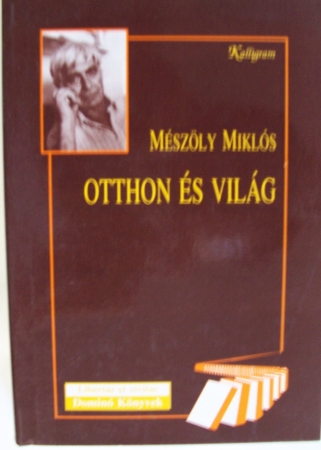 Kalligram
MÉSZÖLY MIKLÓS
OTTHON ÉS VILÁG
Dominó Könyvek